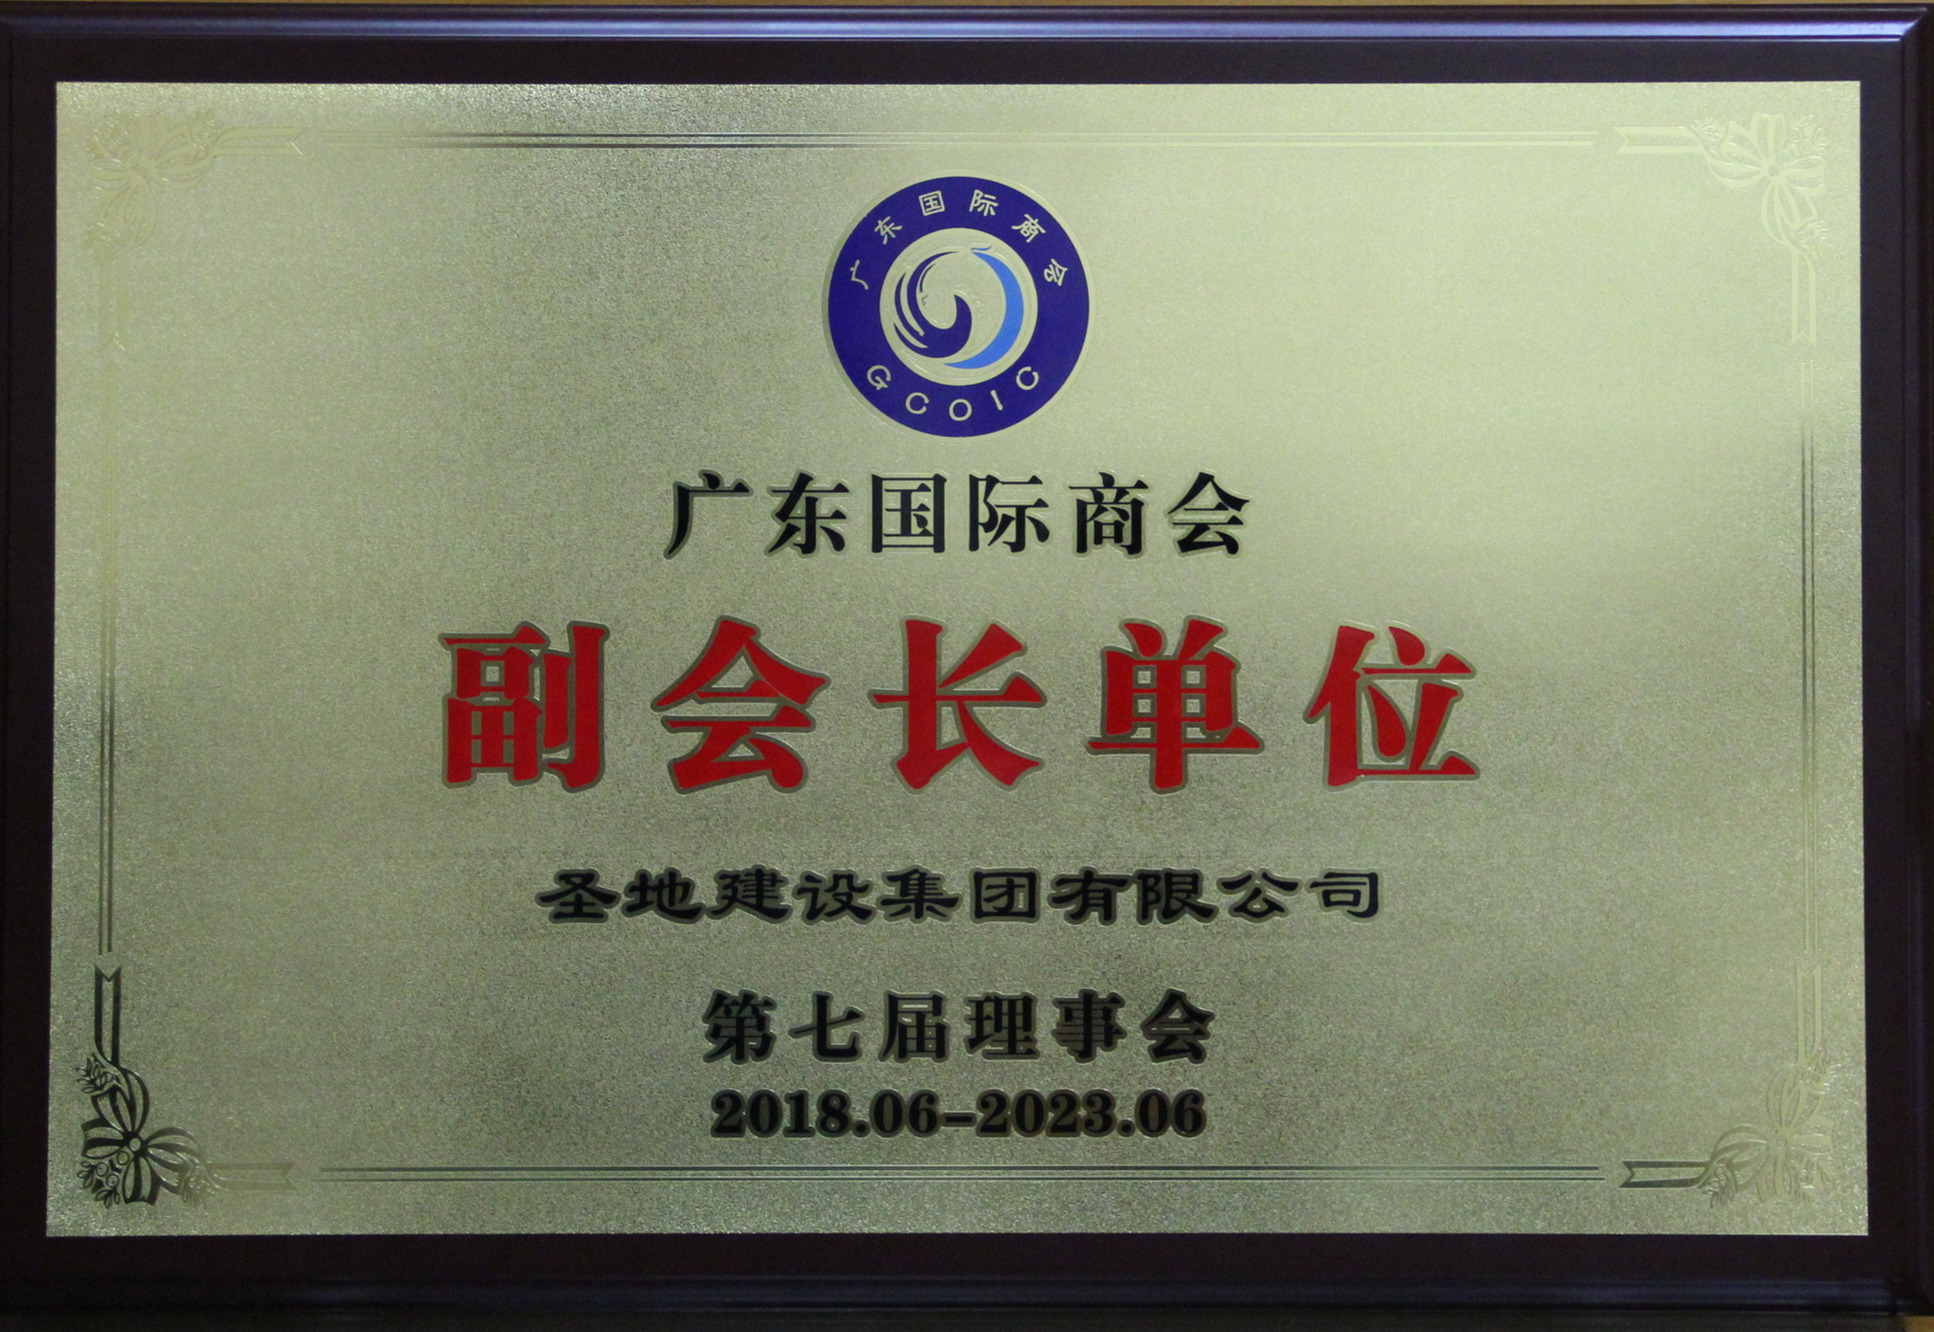 广东国际商会
GCOIC
广东国际商会
副会长单位
圣地建设集团有限公司
第七届理事会
2018.06-2023.06